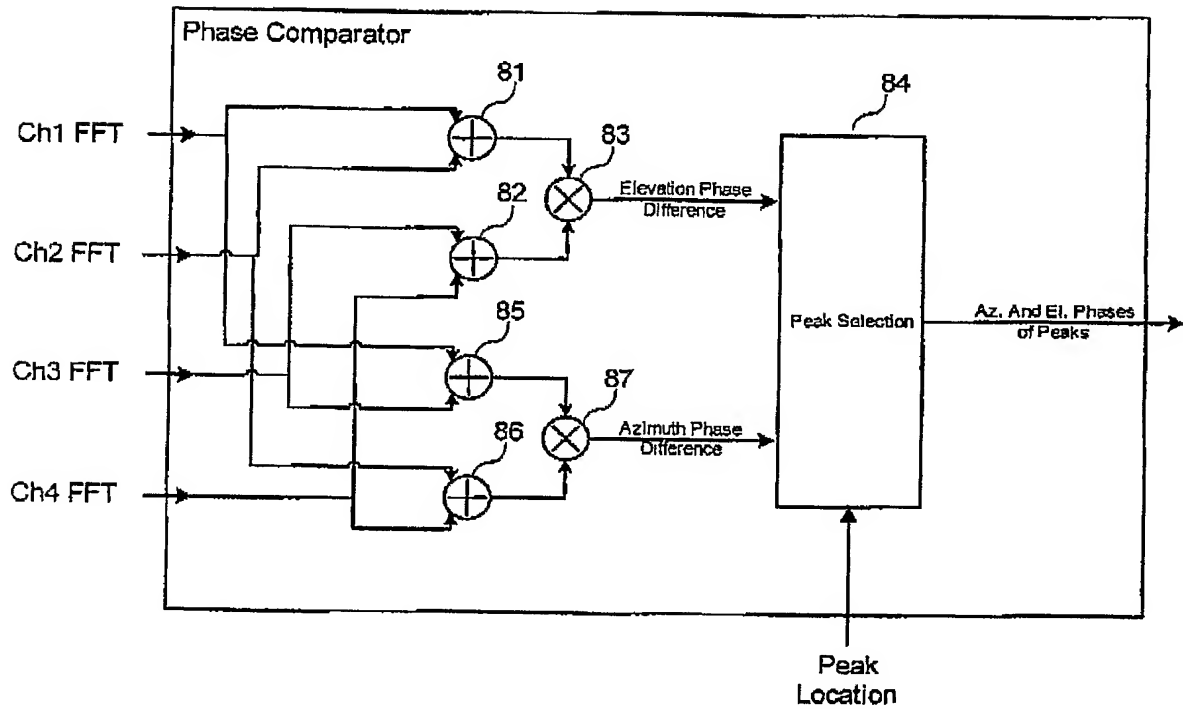 Phase Comparator
81
84
Ch1 FFT
83
Elevation Phase
Difference
82
Ch2 FFT
85
Peak Selection
Az. And El. Phases
of Peaks
Ch3 FFT
87
Azimuth Phase
Difference
86
Ch4 FFT
Peak
Location